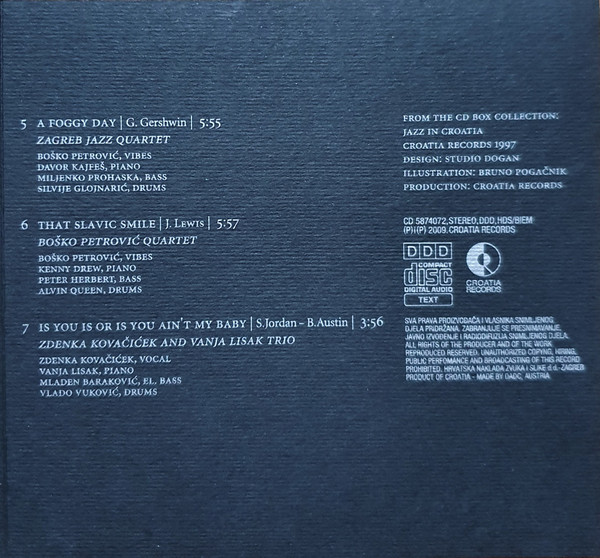 5 A FOGGY DAY | G. Gershwin | 5:55
ZAGREB JAZZ QUARTET
BOŠKO PETROVIĆ, VIBES
DAVOR KAJFEŠ, PIANO
MILJENKO PROHASKA, BASS
SILVIJE GLOJNARIĆ, DRUMS
6 THAT SLAVIC SMILE | J. LEWIS | 5:57
BOŠKO PETROVIĆ QUARTET
BOŠKO PETROVIĆ, VIBES
KENNY DREW, PIANO
PETER HERBERT, BASS
ALVIN QUEEN, DRUMS
7 IS YOU IS OR IS YOU AIN'T MY BABY | S.Jordan – B.Austin | 3:56
ZDENKA KOVAČIĆEK AND VANJA LISAK TRIO
ZDENKA KOVAČIĆEK, VOCAL
VANJA LISAK, PIANO
MLADEN BARAKOVIĆ, EL. BASS
VLADO VUKOVIĆ, DRUMS
FROM THE CD BOX COLLECTION:
JAZZ IN CROATIA
CROATIA RECORDS 1997
DESIGN: STUDIO DOGAN
ILLUSTRATION: BRUNO POGAČNIK
PRODUCTION: CROATIA RECORDS
CD 5874072, STEREO, DDD, HDS/BIEM
(P)i(P) 2009. CROATIA RECORDS
DDD
COMPACT
disc
DIGITAL AUDIO
TEXT
CROATIA
RECORDS
SVA PRAVA PROIZVOĐAČA I VLASNIKA SNIMLJENOG
DJELA PRIDRŽANA. ZABRANJUJE SE PRESNIMAVANJE,
JAVNO IZVOĐENJE I RADIODIFUZIJA SNIMLJENOG DJELA.
ALL RIGHTS OF THE PRODUCER AND OF THE WORK
REPRODUCED RESERVED. UNAUTHORIZED COPYING, HIRING,
PUBLIC PERFOMANCE AND BROADCASTING OF THIS RECORD
PROHIBITED. HRVATSKA NAKLADA ZVUKA I SLIKE d.d.-ZAGREB
PRODUCT OF CROATIA - MADE BY DADC, AUSTRIA